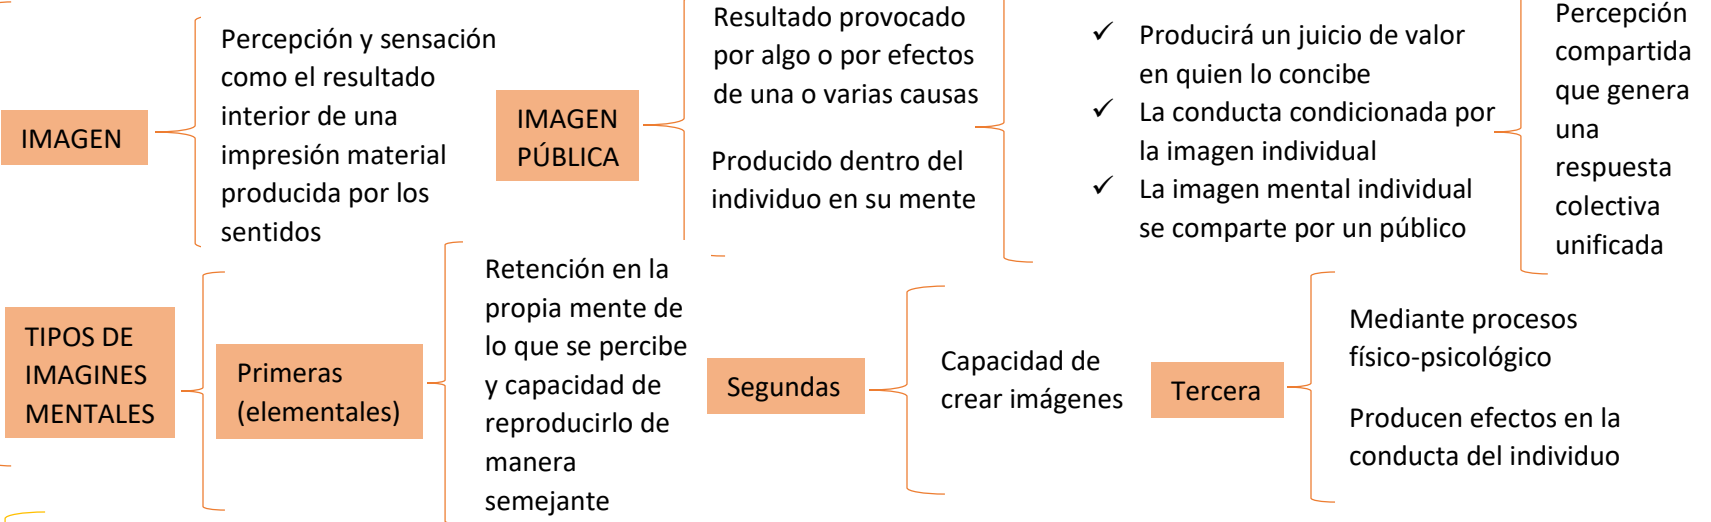 IMAGEN
Percepción y sensación
como el resultado
interior de una
impresión material
producida por los
sentidos
IMAGEN
PÚBLICA
Resultado provocado
por algo o por efectos
de una o varias causas
Producido dentro del
individuo en su mente
✓ Producirá un juicio de valor
en quien lo concibe
✓ La conducta condicionada por
la imagen individual
✓ La imagen mental individual
se comparte por un público
Percepción
compartida
que genera
una
respuesta
colectiva
unificada
TIPOS DE
IMAGINES
MENTALES
Primeras
(elementales)
Retención en la
propia mente de
lo que se percibe
y capacidad de
reproducirlo de
manera
semejante
Segundas
Capacidad de
crear imágenes
Tercera
Mediante procesos
físico-psicológico
Producen efectos en la
conducta del individuo